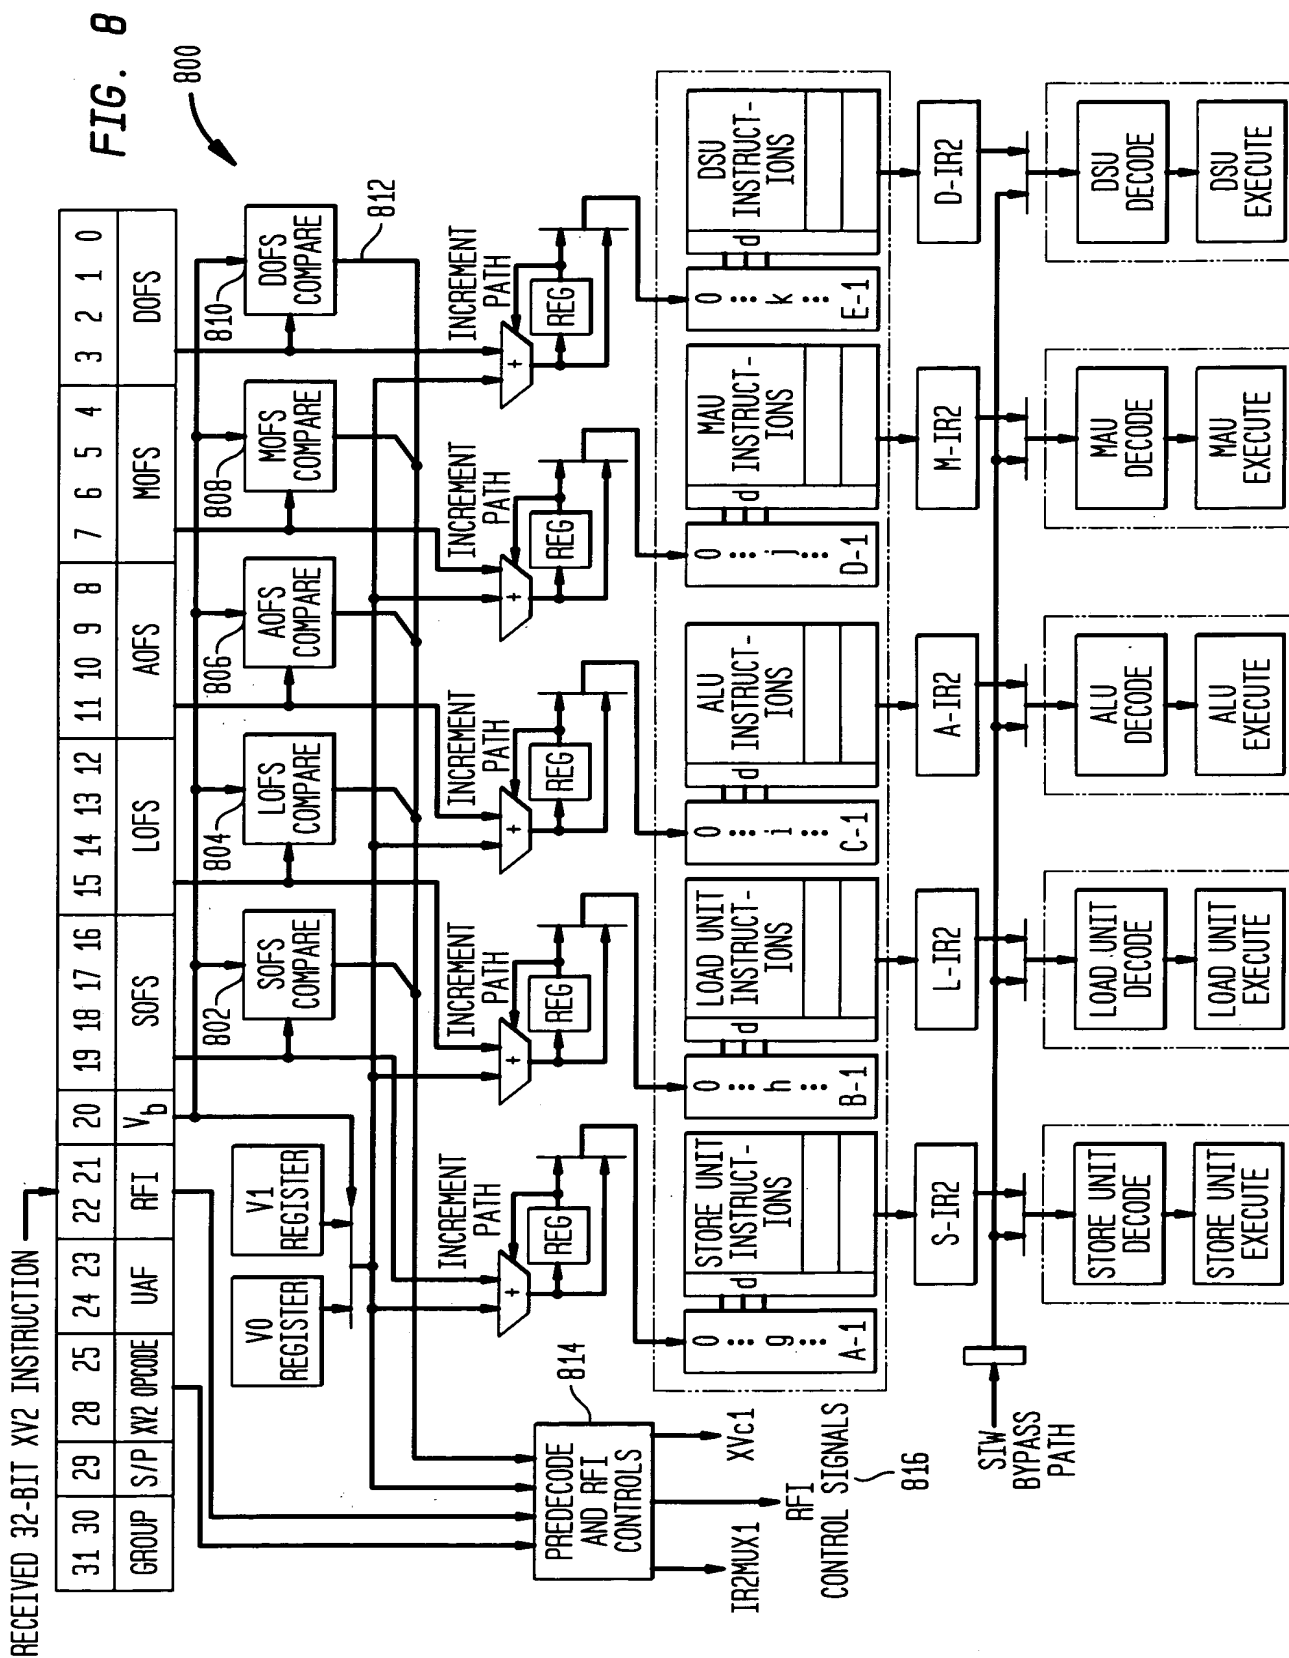 FIG. 8
800
RECEIVED 32-BIT XV2 INSTRUCTION
31 30 29 28 25 24 23 22 21 20 19 18 17 16 15 14 13 12 11 10 9 8 7 6 5 4 3 2 1 0
GROUP S/P XV2 OPCODE UAF RFI Vb SOFS LOFS AOFS MOFS DOFS
V0
REGISTER
V1
REGISTER
802
SOFS
COMPARE
804
LOFS
COMPARE
806
AOFS
COMPARE
808
MOFS
COMPARE
810
DOFS
COMPARE
812
INCREMENT
PATH
+
REG
INCREMENT
PATH
+
REG
INCREMENT
PATH
+
REG
INCREMENT
PATH
+
REG
INCREMENT
PATH
+
REG
814
PREDECODE
AND RFI
CONTROLS
IR2MUX1
RFI
CONTROL SIGNALS
816
XVc1
0
... g ...
A-1
d
STORE UNIT
INSTRUCT-
IONS
0
... h ...
B-1
d
LOAD UNIT
INSTRUCT-
IONS
0
... i ...
C-1
d
ALU
INSTRUCT-
IONS
0
... j ...
D-1
d
MAU
INSTRUCT-
IONS
0
... k ...
E-1
d
DSU
INSTRUCT-
IONS
S-IR2
L-IR2
A-IR2
M-IR2
D-IR2
SIW
BYPASS
PATH
STORE UNIT
DECODE
STORE UNIT
EXECUTE
LOAD UNIT
DECODE
LOAD UNIT
EXECUTE
ALU
DECODE
ALU
EXECUTE
MAU
DECODE
MAU
EXECUTE
DSU
DECODE
DSU
EXECUTE